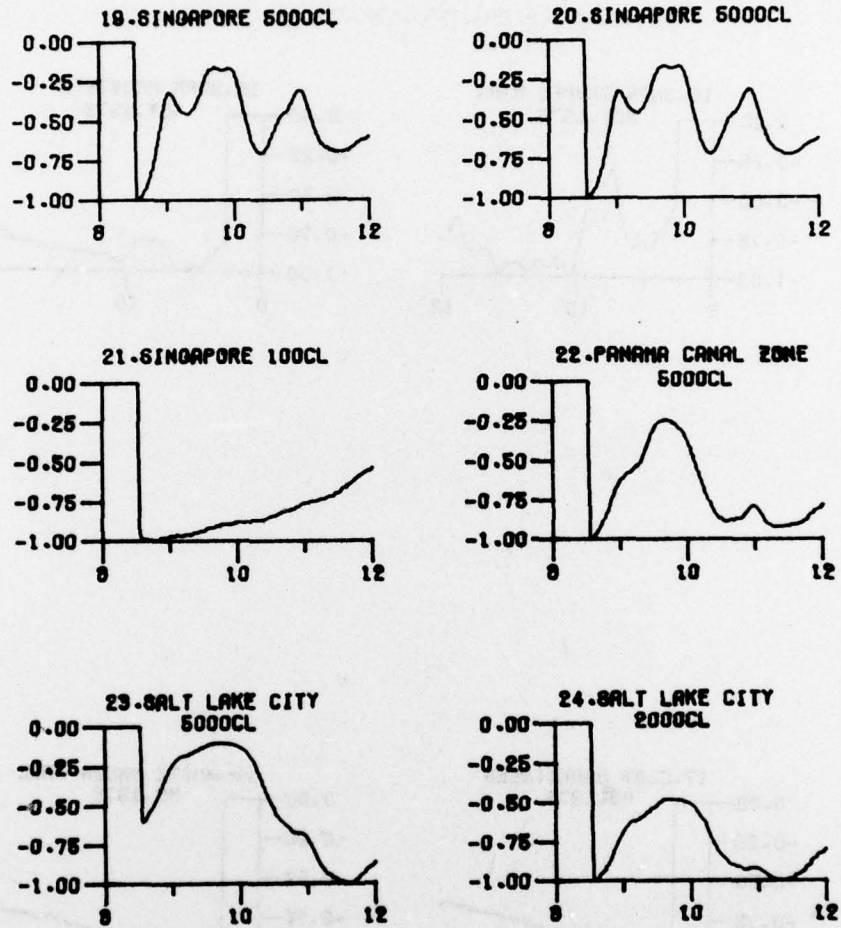 19.SINGAPORE 5000CL
0.00
-0.25
-0.50
-0.75
-1.00
8 9 10 12
20.SINGAPORE 5000CL
0.00
-0.25
-0.50
-0.75
-1.00
8 10 12
21.SINGAPORE 100CL
0.00
-0.25
-0.50
-0.75
-1.00
8 10 12
22.PANAMA CANAL ZONE
5000CL
0.00
-0.25
-0.50
-0.75
-1.00
8 10 12
23.SALT LAKE CITY
5000CL
0.00
-0.25
-0.50
-0.75
-1.00
8 10 12
24.SALT LAKE CITY
2000CL
0.00
-0.25
-0.50
-0.75
-1.00
8 10 12